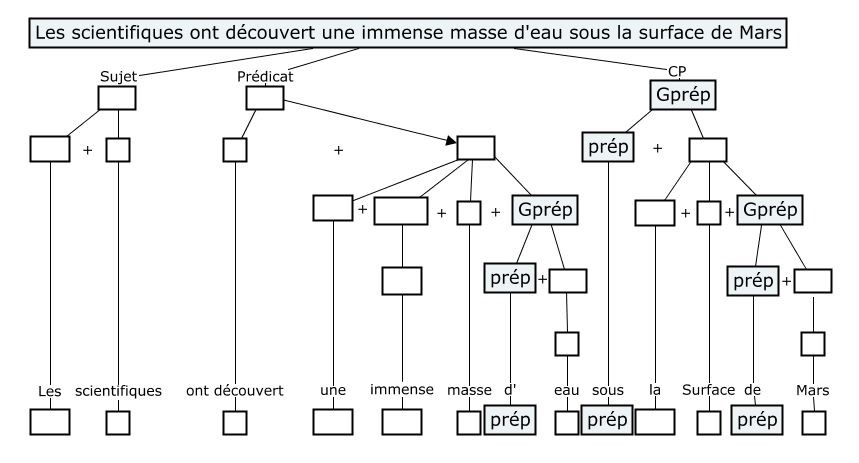 Les scientifiques ont découvert une immense masse d'eau sous la surface de Mars
Sujet Prédicat CP
Gprép
+ + prép +
+ + + Gprép + + Gprép
prép + prép +
Les scientifiques ont découvert une immense masse d' eau sous la Surface de Mars
prép prép prép